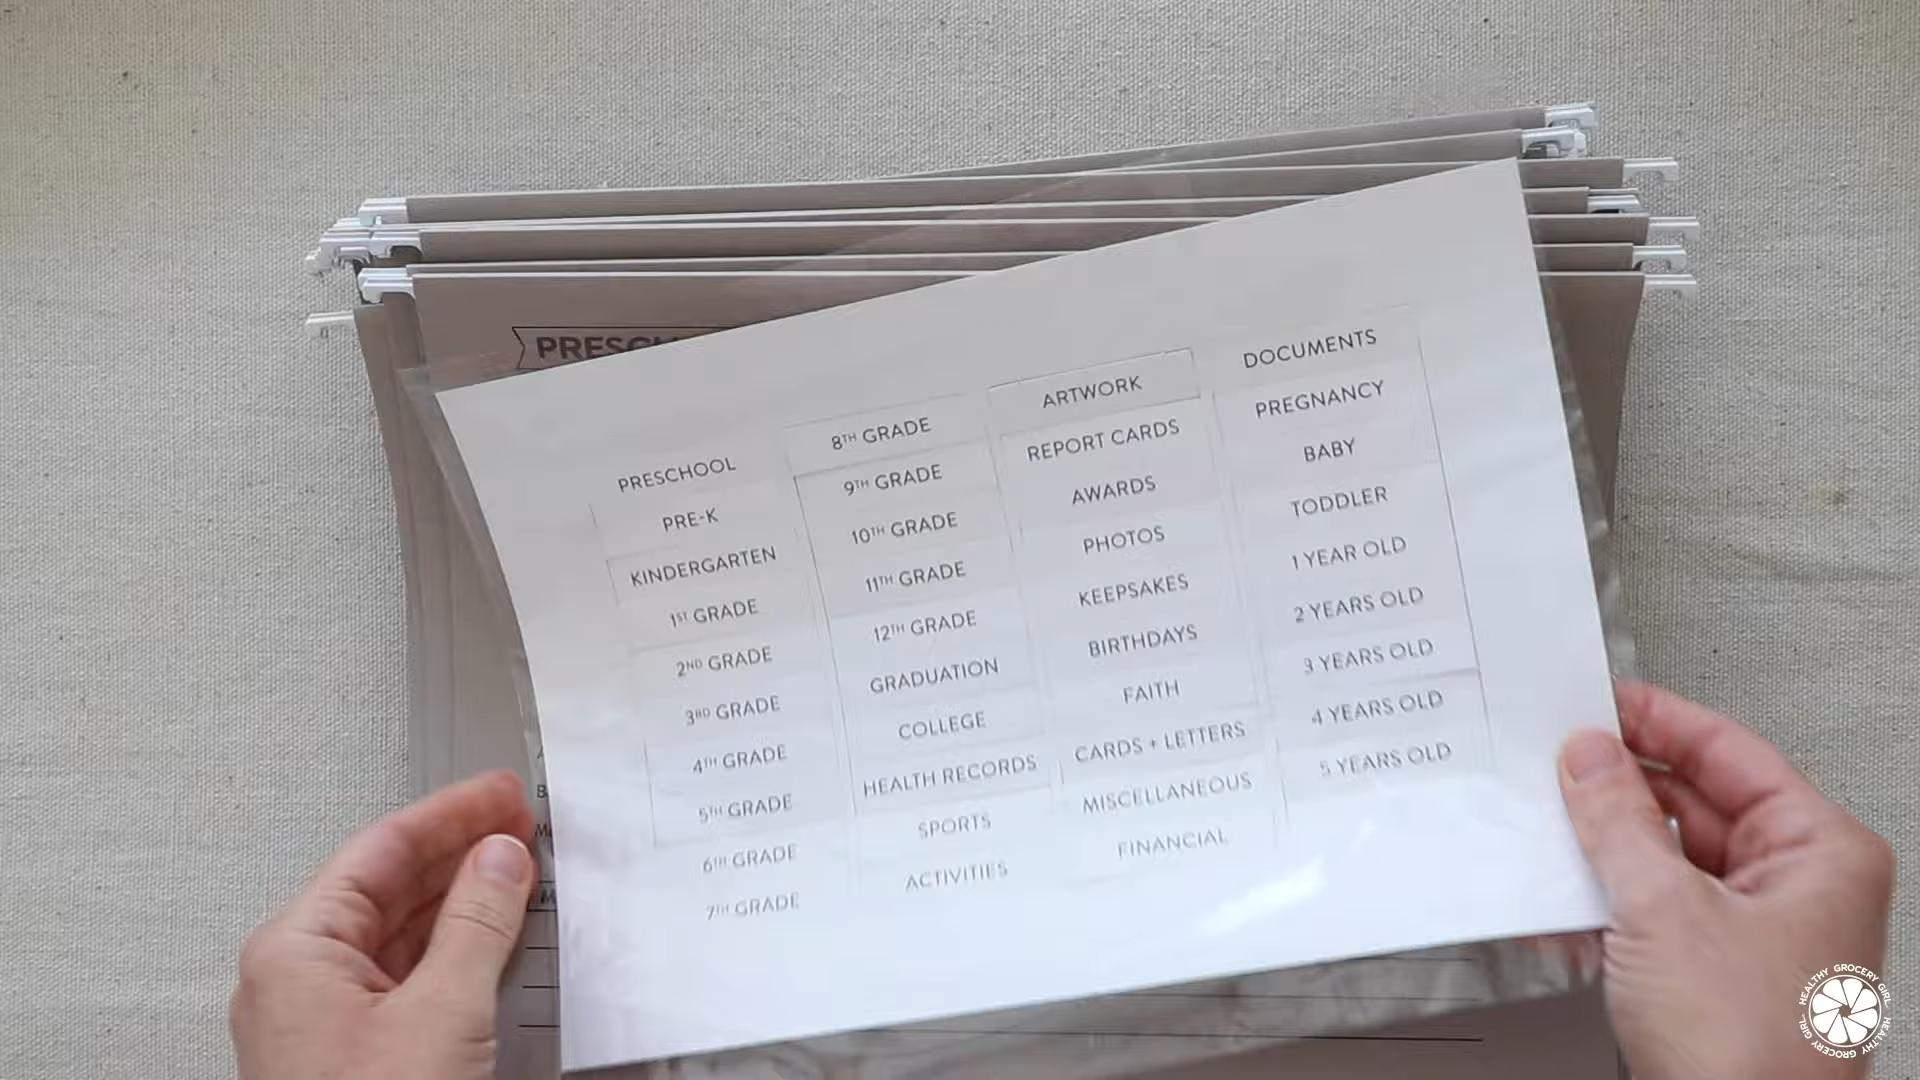 PRESCHOOL
PRE-K
KINDERGARTEN
1ST GRADE
2ND GRADE
3RD GRADE
4TH GRADE
5TH GRADE
6TH GRADE
7TH GRADE
8TH GRADE
9TH GRADE
10TH GRADE
11TH GRADE
12TH GRADE
GRADUATION
COLLEGE
HEALTH RECORDS
SPORTS
ACTIVITIES
ARTWORK
REPORT CARDS
AWARDS
PHOTOS
KEEPSAKES
BIRTHDAYS
FAITH
CARDS + LETTERS
MISCELLANEOUS
FINANCIAL
DOCUMENTS
PREGNANCY
BABY
TODDLER
1 YEAR OLD
2 YEARS OLD
3 YEARS OLD
4 YEARS OLD
5 YEARS OLD
HEALTHY GROCERY GIRL
HEALTHY GROCERY GIRL